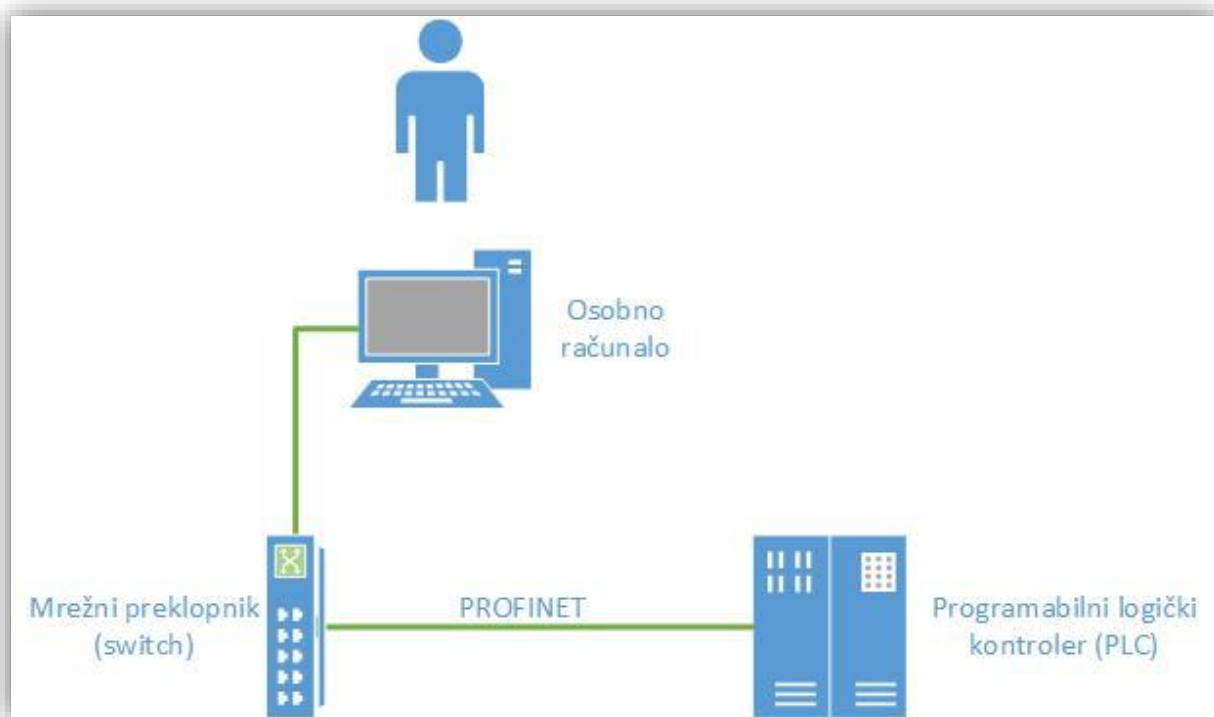 Osobno
računalo
Mrežni preklopnik
(switch)
PROFINET
Programabilni logički
kontroler (PLC)